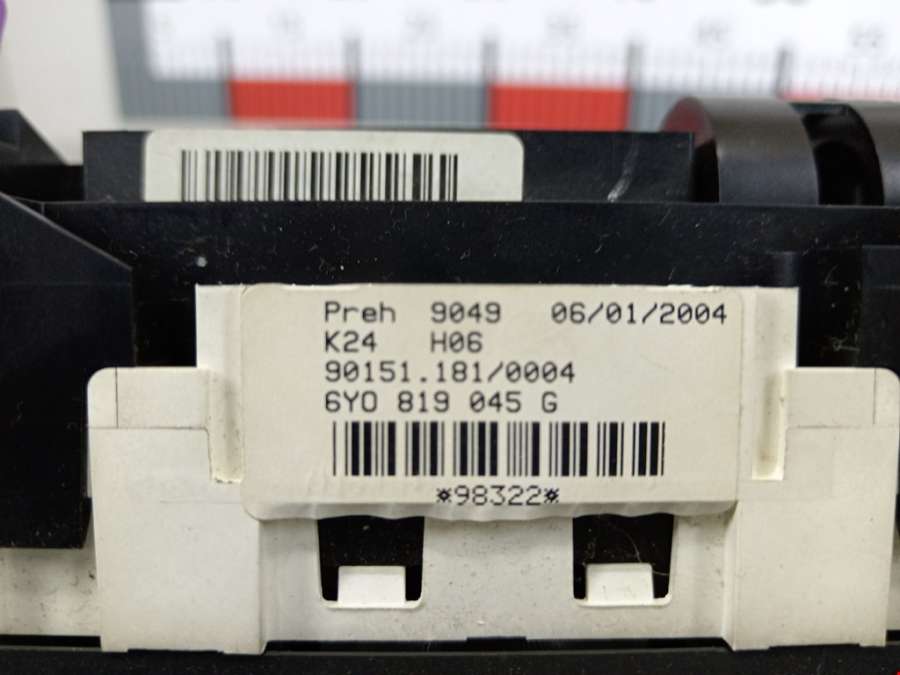 Preh 9049 06/01/2004
K24 H06
90151.181/0004
6Y0 819 045 G
*98322*